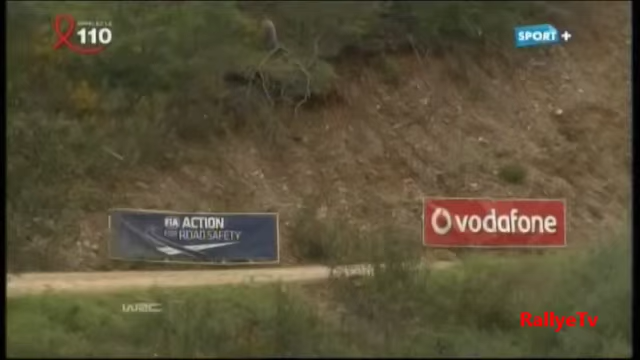 110
SPORT +
FIA ACTION
FOR ROAD SAFETY
vodafone
WRC
RallyeTv